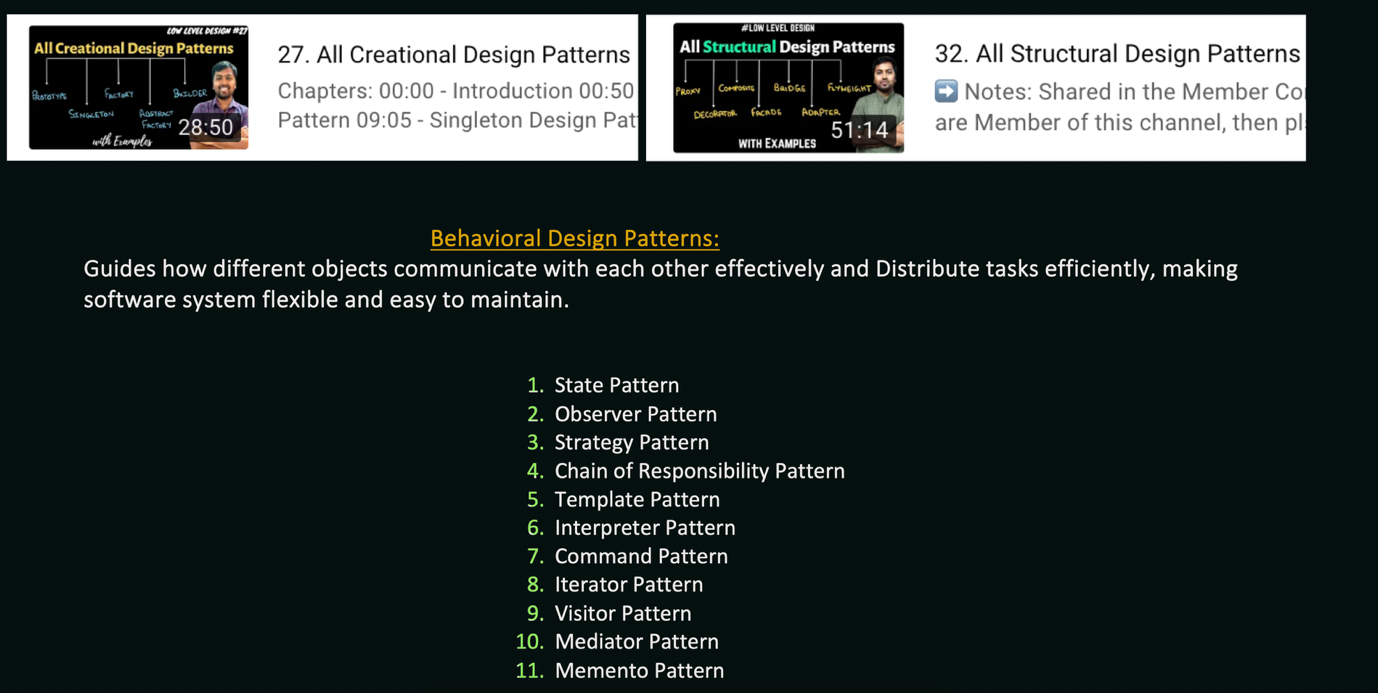 LOW LEVEL DESIGN #27
All Creational Design Patterns
PROTOTYPE FACTORY BUILDER
SINGLETON ABSTRACT FACTORY
with Examples
28:50
27. All Creational Design Patterns
Chapters: 00:00 - Introduction 00:50
Pattern 09:05 - Singleton Design Pat
#LOW LEVEL DESIGN
All Structural Design Patterns
PROXY COMPOSITE BRIDGE FLYWEIGHT
DECORATOR FACADE ADAPTER
WITH EXAMPLES
51:14
32. All Structural Design Patterns
➡️ Notes: Shared in the Member Co
are Member of this channel, then pl
Behavioral Design Patterns:
Guides how different objects communicate with each other effectively and Distribute tasks efficiently, making
software system flexible and easy to maintain.
1. State Pattern
2. Observer Pattern
3. Strategy Pattern
4. Chain of Responsibility Pattern
5. Template Pattern
6. Interpreter Pattern
7. Command Pattern
8. Iterator Pattern
9. Visitor Pattern
10. Mediator Pattern
11. Memento Pattern